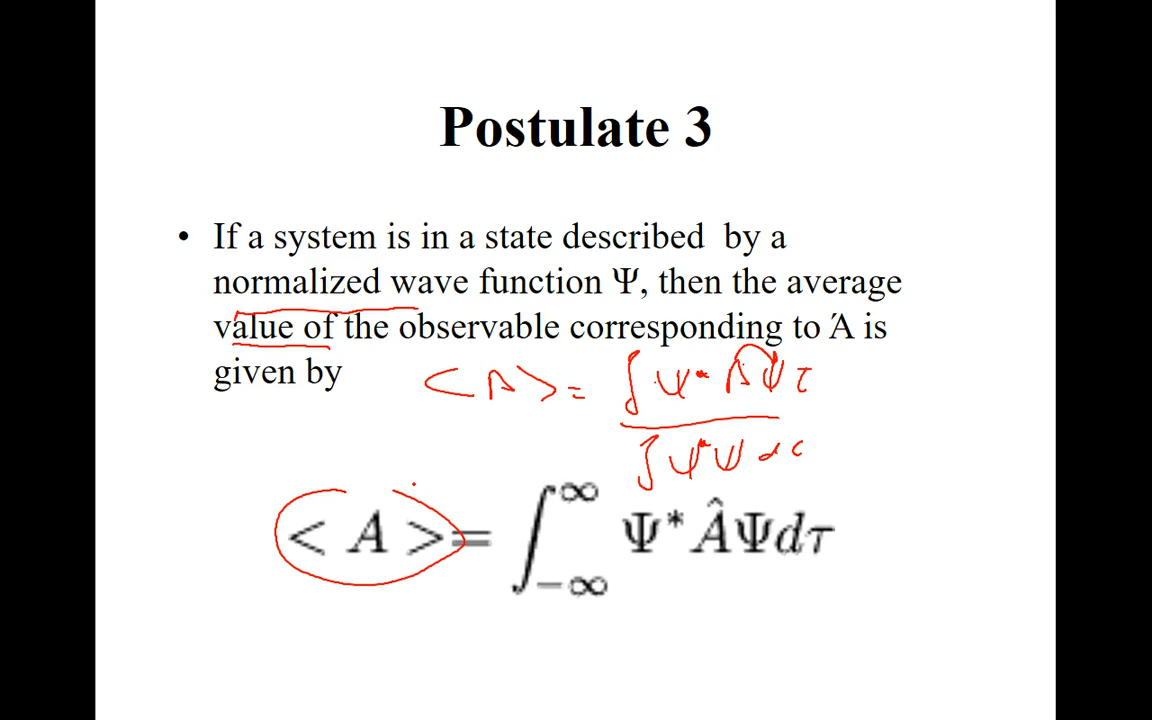 Postulate 3
• If a system is in a state described by a
normalized wave function Ψ, then the average
value of the observable corresponding to Ά is
given by
<A> = ∫ Ψ* Â Ψ τ
∫ Ψ* Ψ dτ
< A >= ∫_{-∞}^{∞} Ψ* Â Ψ dτ